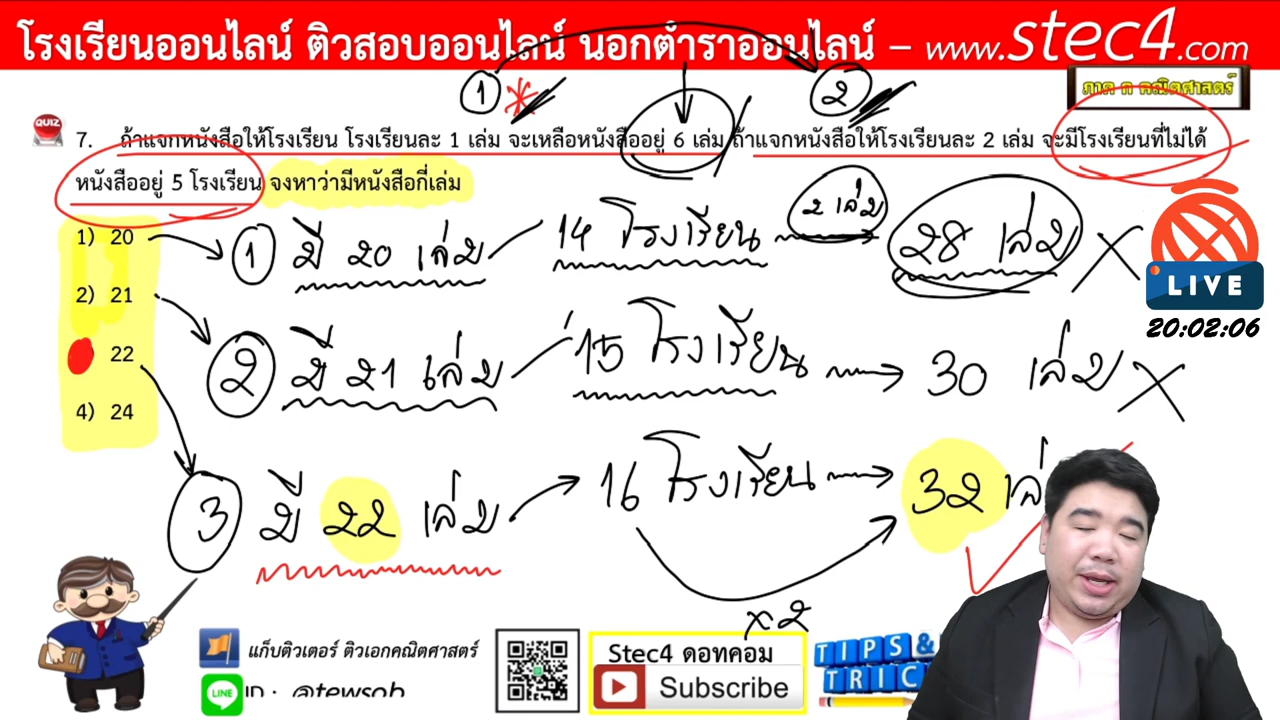 โรงเรียนออนไลน์ ติวสอบออนไลน์ นอกตำราออนไลน์ – www.stec4.com
ภาค ก คณิตศาสตร์
1 * 2
QUIZ
7. ถ้าแจกหนังสือให้โรงเรียน โรงเรียนละ 1 เล่ม จะเหลือหนังสืออยู่ 6 เล่ม ถ้าแจกหนังสือให้โรงเรียนละ 2 เล่ม จะมีโรงเรียนที่ไม่ได้
หนังสืออยู่ 5 โรงเรียน จงหาว่ามีหนังสือกี่เล่ม
1) 20
2) 21
22
4) 24
1 มี 20 เล่ม 14 โรงเรียน 2 เล่ม 28 เล่ม
2 มี 21 เล่ม 15 โรงเรียน 30 เล่ม
3 มี 22 เล่ม 16 โรงเรียน 32 เล่
x 2
LIVE
20:02:06
แก็บติวเตอร์ ติวเอกคณิตศาสตร์
LINE
ID : @tewsob
Stec4 ดอทคอม
Subscribe
TIPS &
TRIC